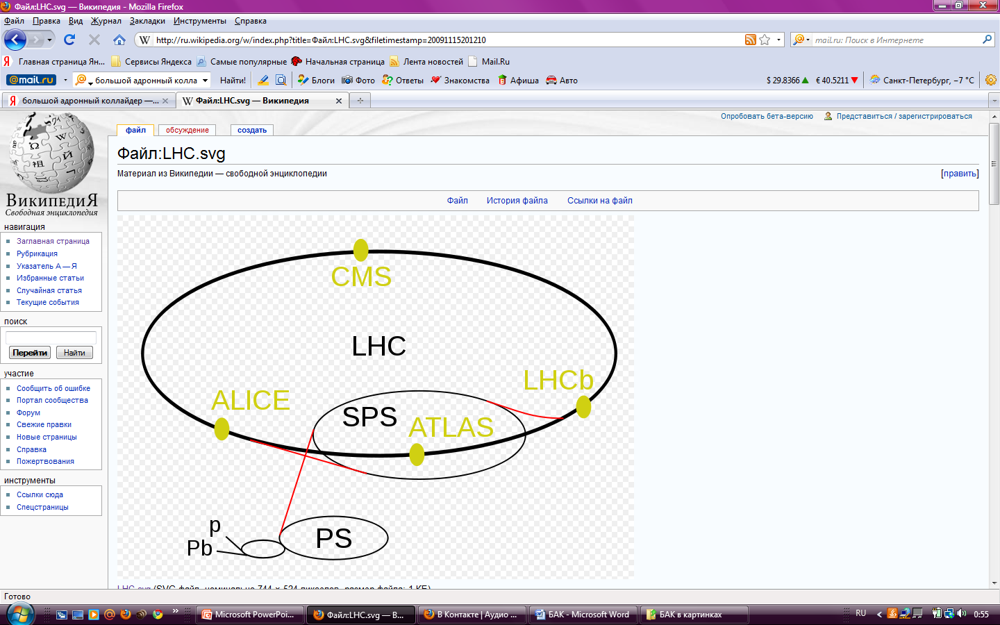 Файл:LHC.svg — Википедия - Mozilla Firefox
Файл Правка Вид Журнал Закладки Инструменты Справка
W http://ru.wikipedia.org/w/index.php?title=Файл:LHC.svg&filetimestamp=20091115201210
mail.ru: Поиск в Интернете
Я Главная страница Ян... Сервисы Яндекса Самые популярные Начальная страница Лента новостей Mail.Ru
@mail.ru большой адронный колла Найти! Блоги Фото Ответы Знакомства Афиша Авто $ 29.8366 € 40.5211 Санкт-Петербург, −7 °C
Я большой адронный коллайдер —... W Файл:LHC.svg — Википедия
Опробовать бета-версию Представиться / зарегистрироваться
файл обсуждение создать
Файл:LHC.svg
Материал из Википедии — свободной энциклопедии [править]
Файл История файла Ссылки на файл
ВикипедиЯ
Свободная энциклопедия
навигация
Заглавная страница
Рубрикация
Указатель А — Я
Избранные статьи
Случайная статья
Текущие события
поиск
Перейти Найти
участие
Сообщить об ошибке
Портал сообщества
Форум
Свежие правки
Новые страницы
Справка
Пожертвования
инструменты
Ссылки сюда
Спецстраницы
CMS
LHC
LHCb
ALICE
SPS
ATLAS
p
Pb
PS
LHC.svg (SVG-файл, номинально 744 × 524 пикселов, размер файла: 1 КБ)
Готово
Microsoft PowerPoi... Файл:LHC.svg — В... В Контакте | Аудио ... БАК - Microsoft Word БАК в картинках RU 0:55